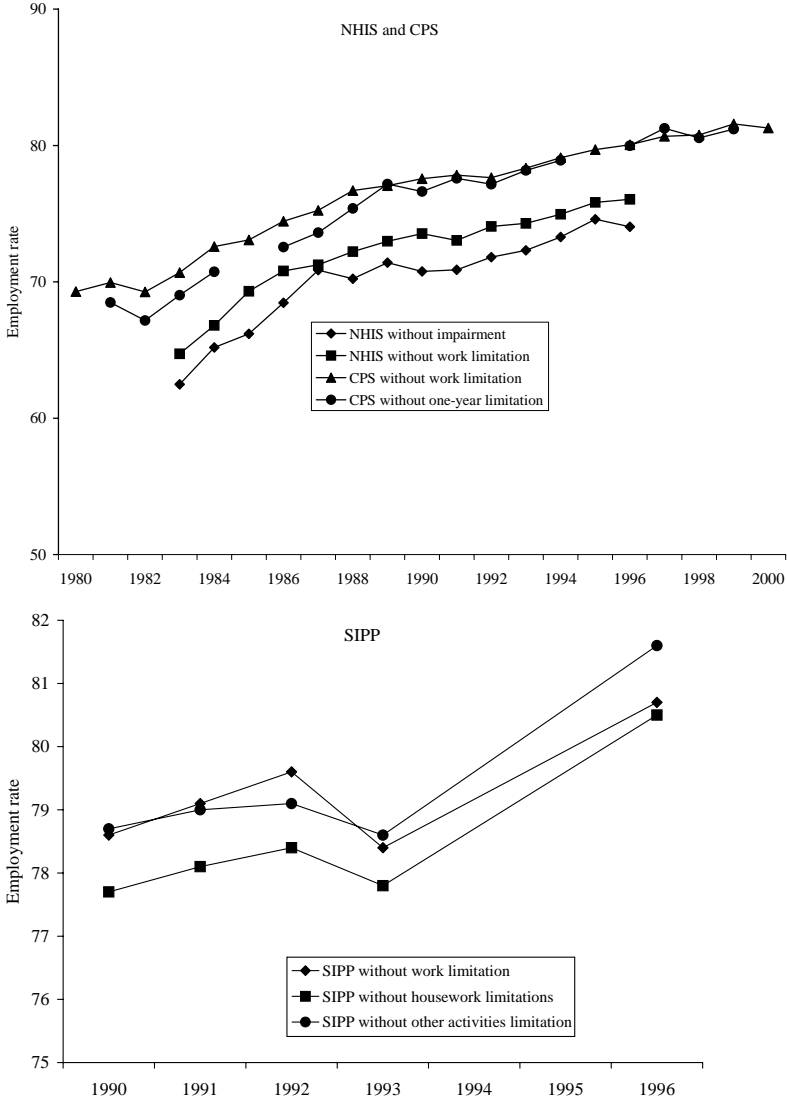 NHIS and CPS
90
80
70
60
50
Employment rate
NHIS without impairment
NHIS without work limitation
CPS without work limitation
CPS without one-year limitation
1980 1982 1984 1986 1988 1990 1992 1994 1996 1998 2000
SIPP
82
81
80
79
78
77
76
75
Employment rate
SIPP without work limitation
SIPP without housework limitations
SIPP without other activities limitation
1990 1991 1992 1993 1994 1995 1996